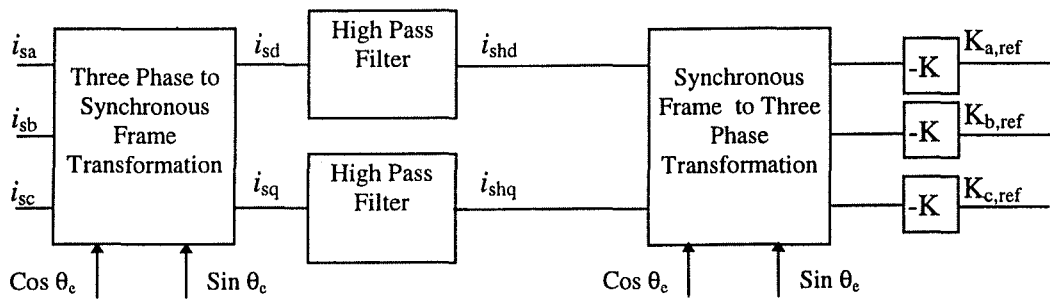 i_sa
i_sb
i_sc
Three Phase to
Synchronous
Frame
Transformation
Cos θ_e
Sin θ_e
i_sd
i_sq
High Pass
Filter
High Pass
Filter
i_shd
i_shq
Synchronous
Frame to Three
Phase
Transformation
Cos θ_e
Sin θ_e
-K
-K
-K
K_a,ref
K_b,ref
K_c,ref